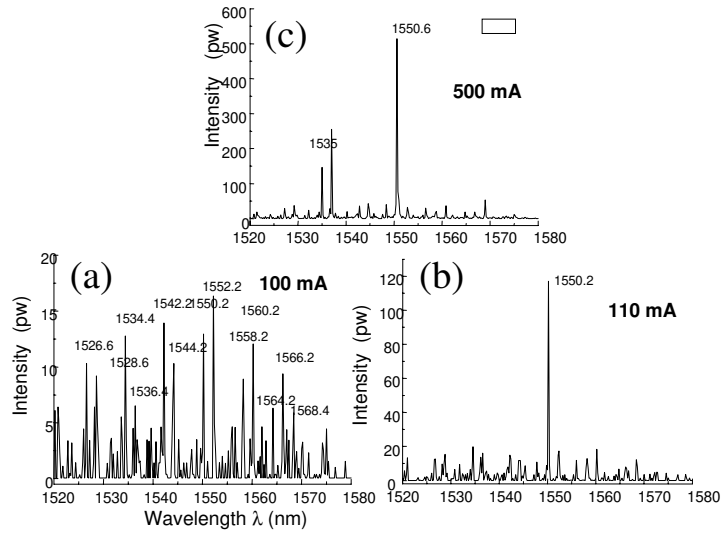 600
(c)
1550.6
500
500 mA
400
300
1535
200
100
0
Intensity (pw)
1520 1530 1540 1550 1560 1570 1580
20
(a)
100 mA
1552.2
1542.2 1550.2
1534.4
1560.2
15
1526.6
1528.6
1544.2
1558.2
1566.2
10
1536.4
1564.2
1568.4
5
0
Intensity (pw)
1520 1530 1540 1550 1560 1570 1580
Wavelength λ (nm)
120
(b)
1550.2
110 mA
100
80
60
40
20
0
Intensity (pw)
1520 1530 1540 1550 1560 1570 1580